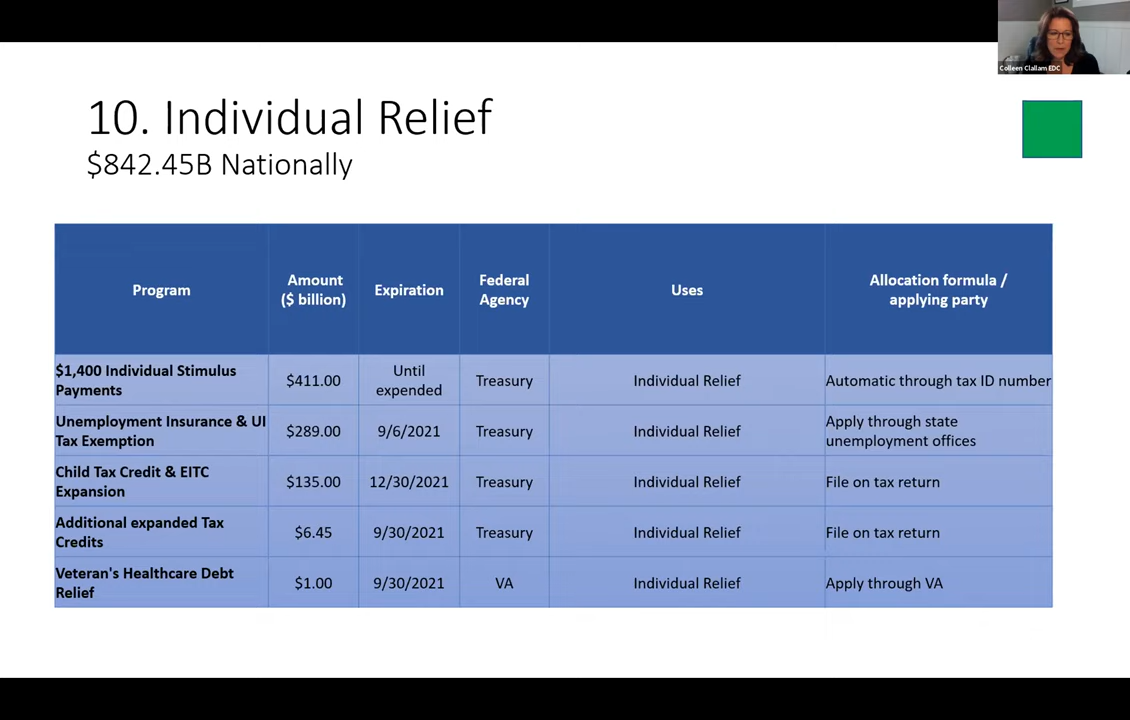 Colleen Clallam EDC
10. Individual Relief
$842.45B Nationally
Program
Amount
($ billion)
Expiration
Federal
Agency
Uses
Allocation formula /
applying party
$1,400 Individual Stimulus
Payments
$411.00
Until
expended
Treasury
Individual Relief
Automatic through tax ID number
Unemployment Insurance & UI
Tax Exemption
$289.00
9/6/2021
Treasury
Individual Relief
Apply through state
unemployment offices
Child Tax Credit & EITC
Expansion
$135.00
12/30/2021
Treasury
Individual Relief
File on tax return
Additional expanded Tax
Credits
$6.45
9/30/2021
Treasury
Individual Relief
File on tax return
Veteran's Healthcare Debt
Relief
$1.00
9/30/2021
VA
Individual Relief
Apply through VA